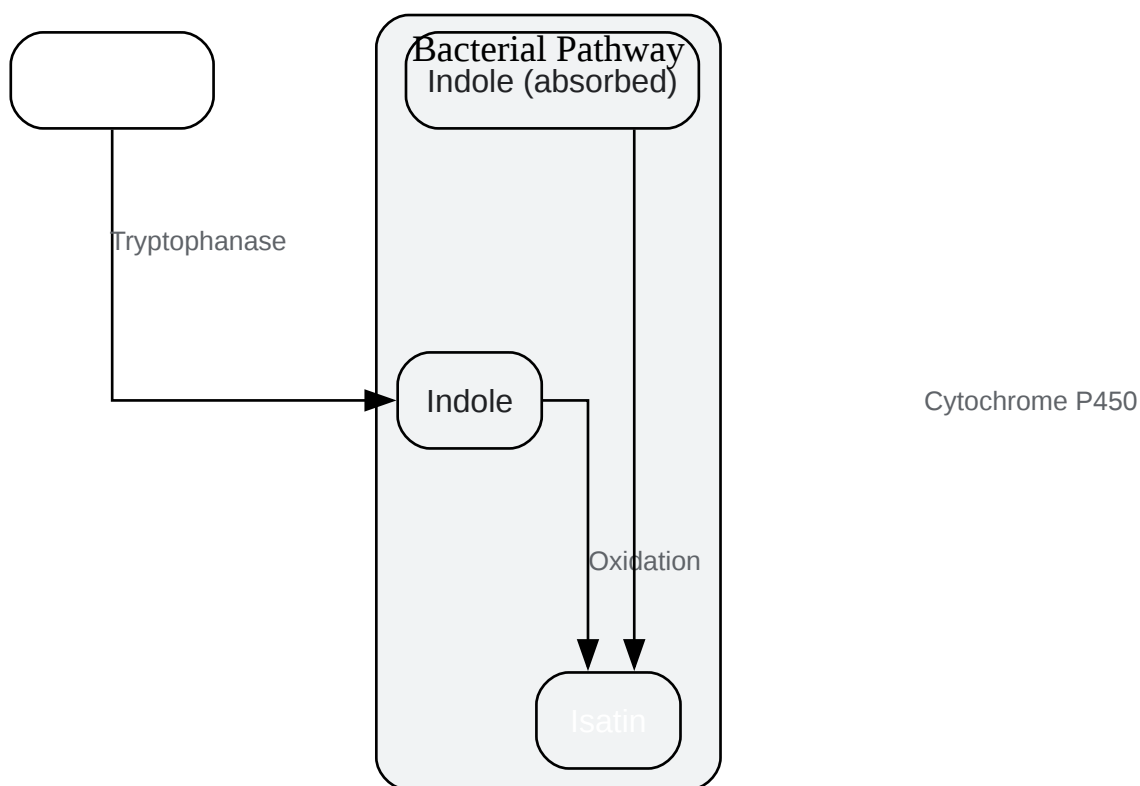 Bacterial Pathway
Indole (absorbed)
Tryptophanase
Indole
Cytochrome P450
Oxidation
Isatin